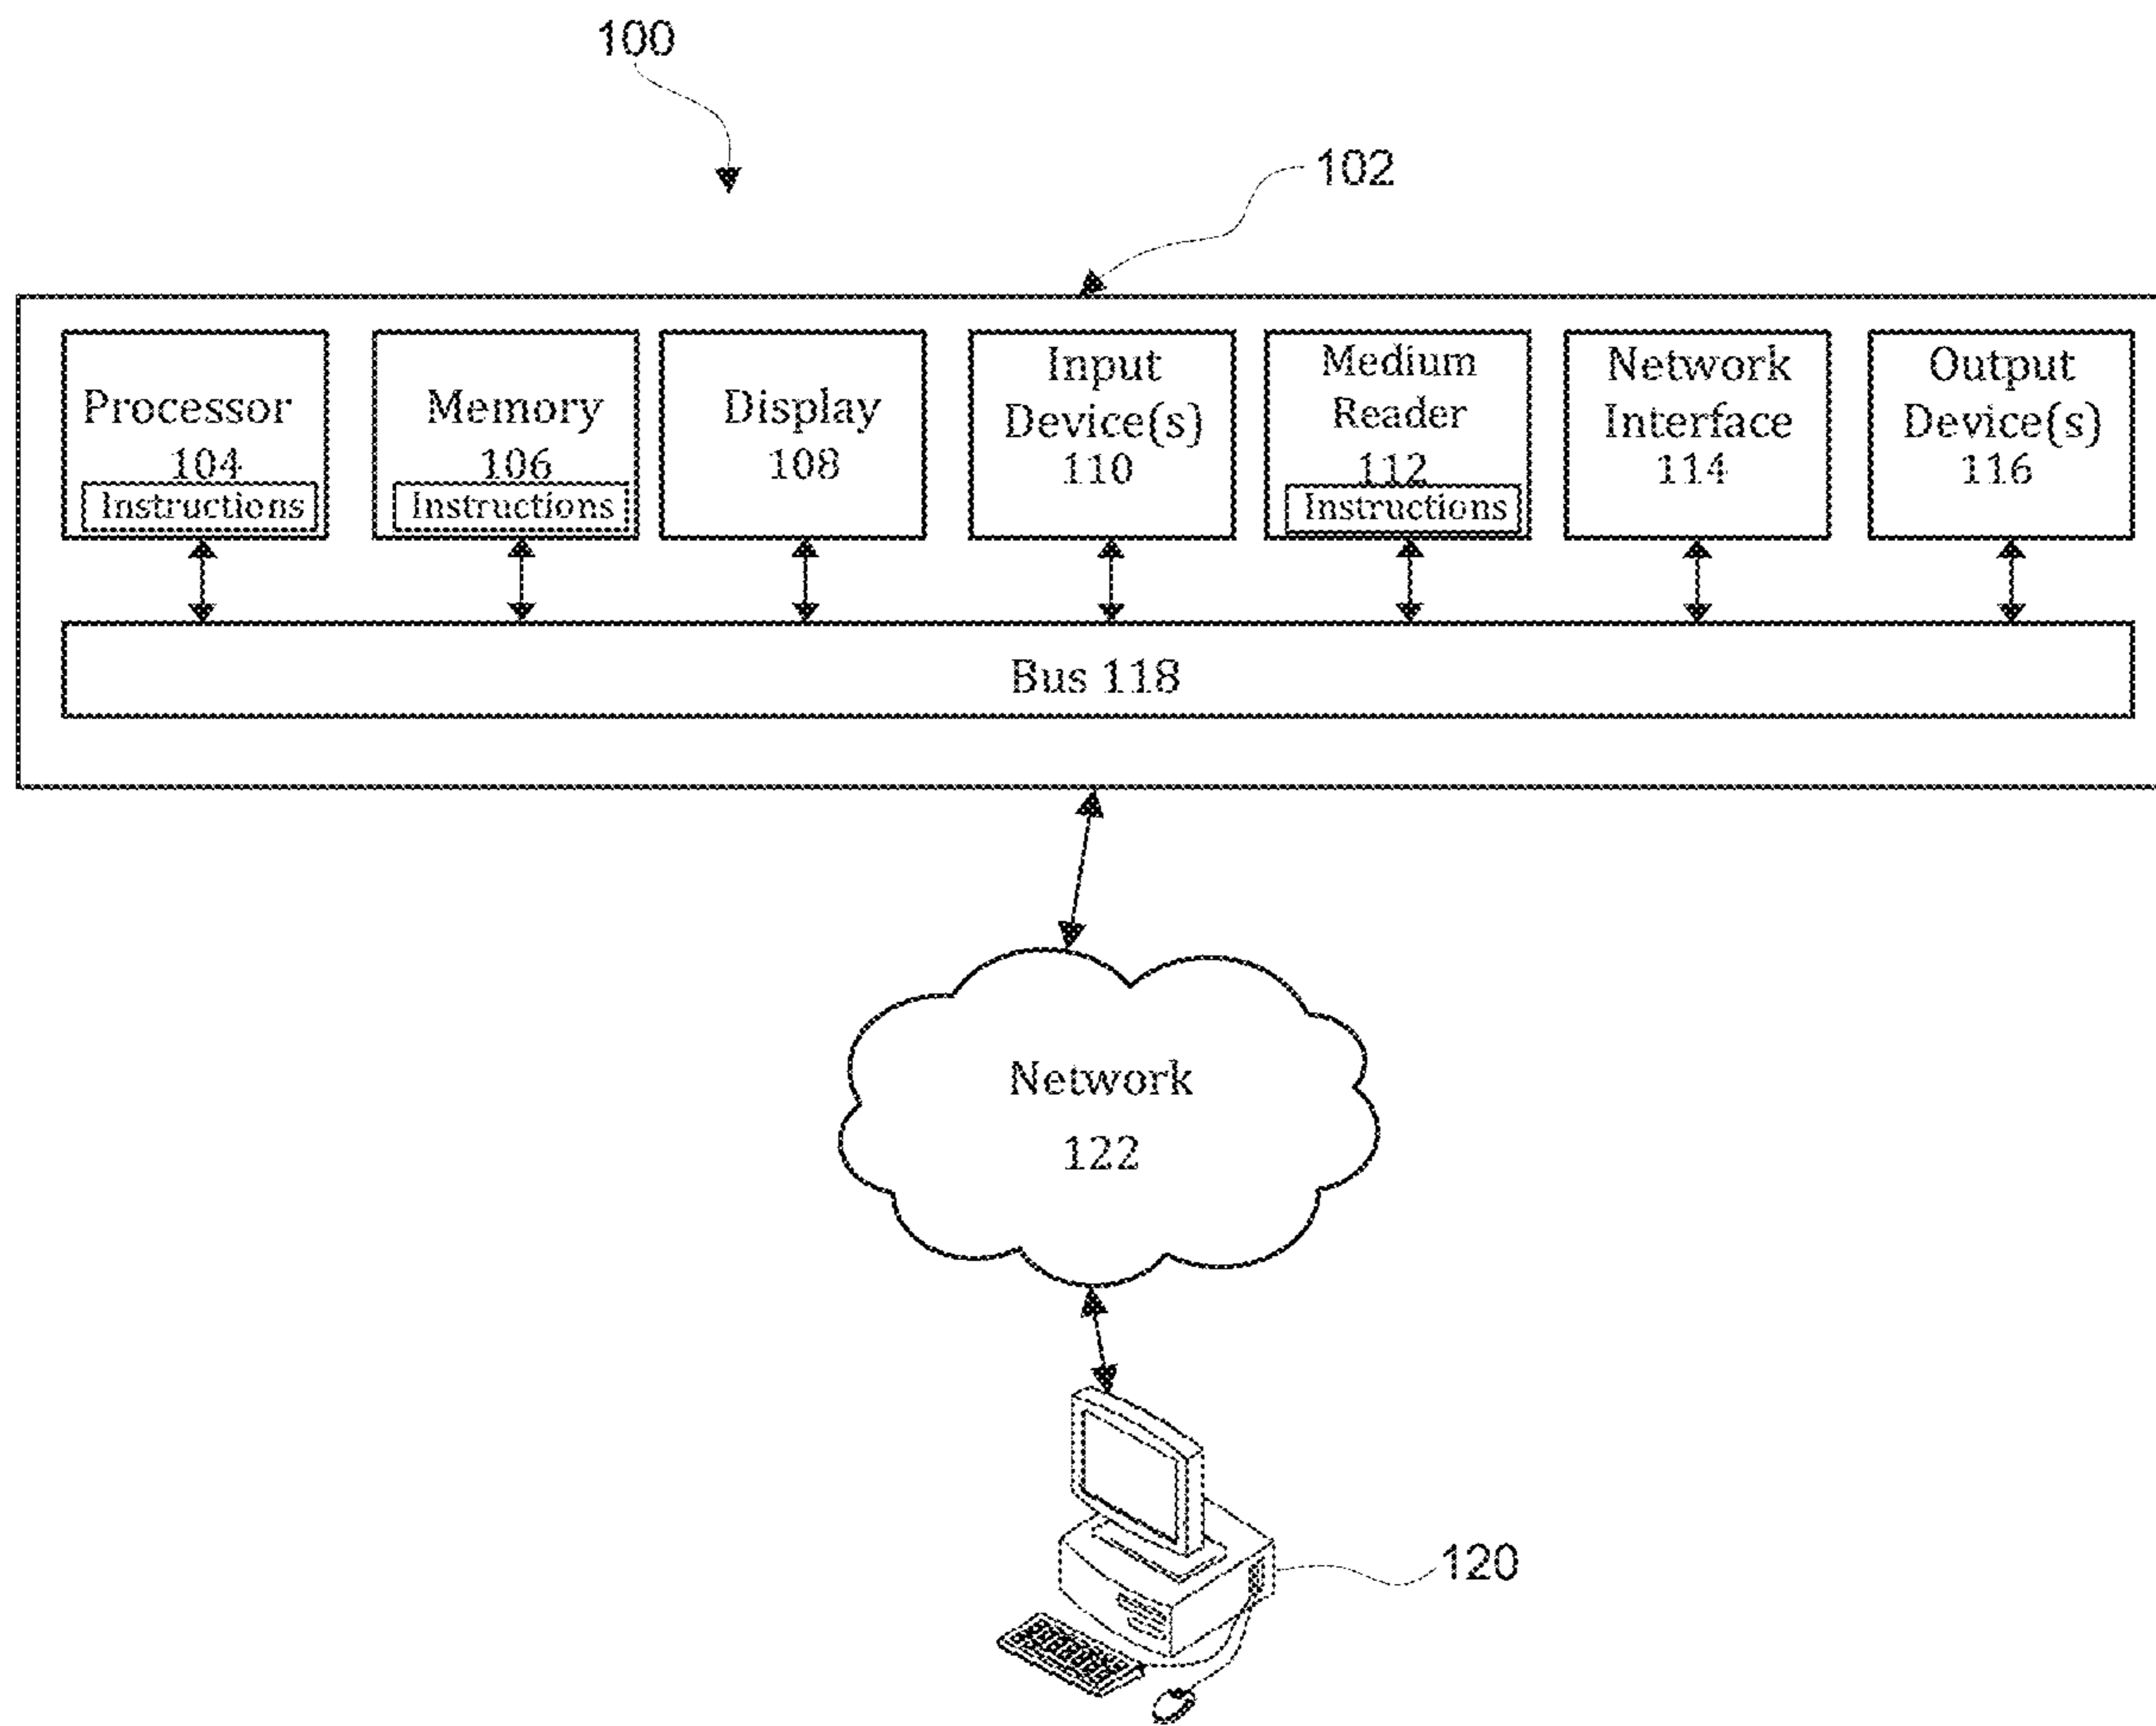 100
102
Processor
104
Instructions
Memory
106
Instructions
Display
108
Input
Device(s)
110
Medium
Reader
112
Instructions
Network
Interface
114
Output
Device(s)
116
Bus 118
Network
122
120